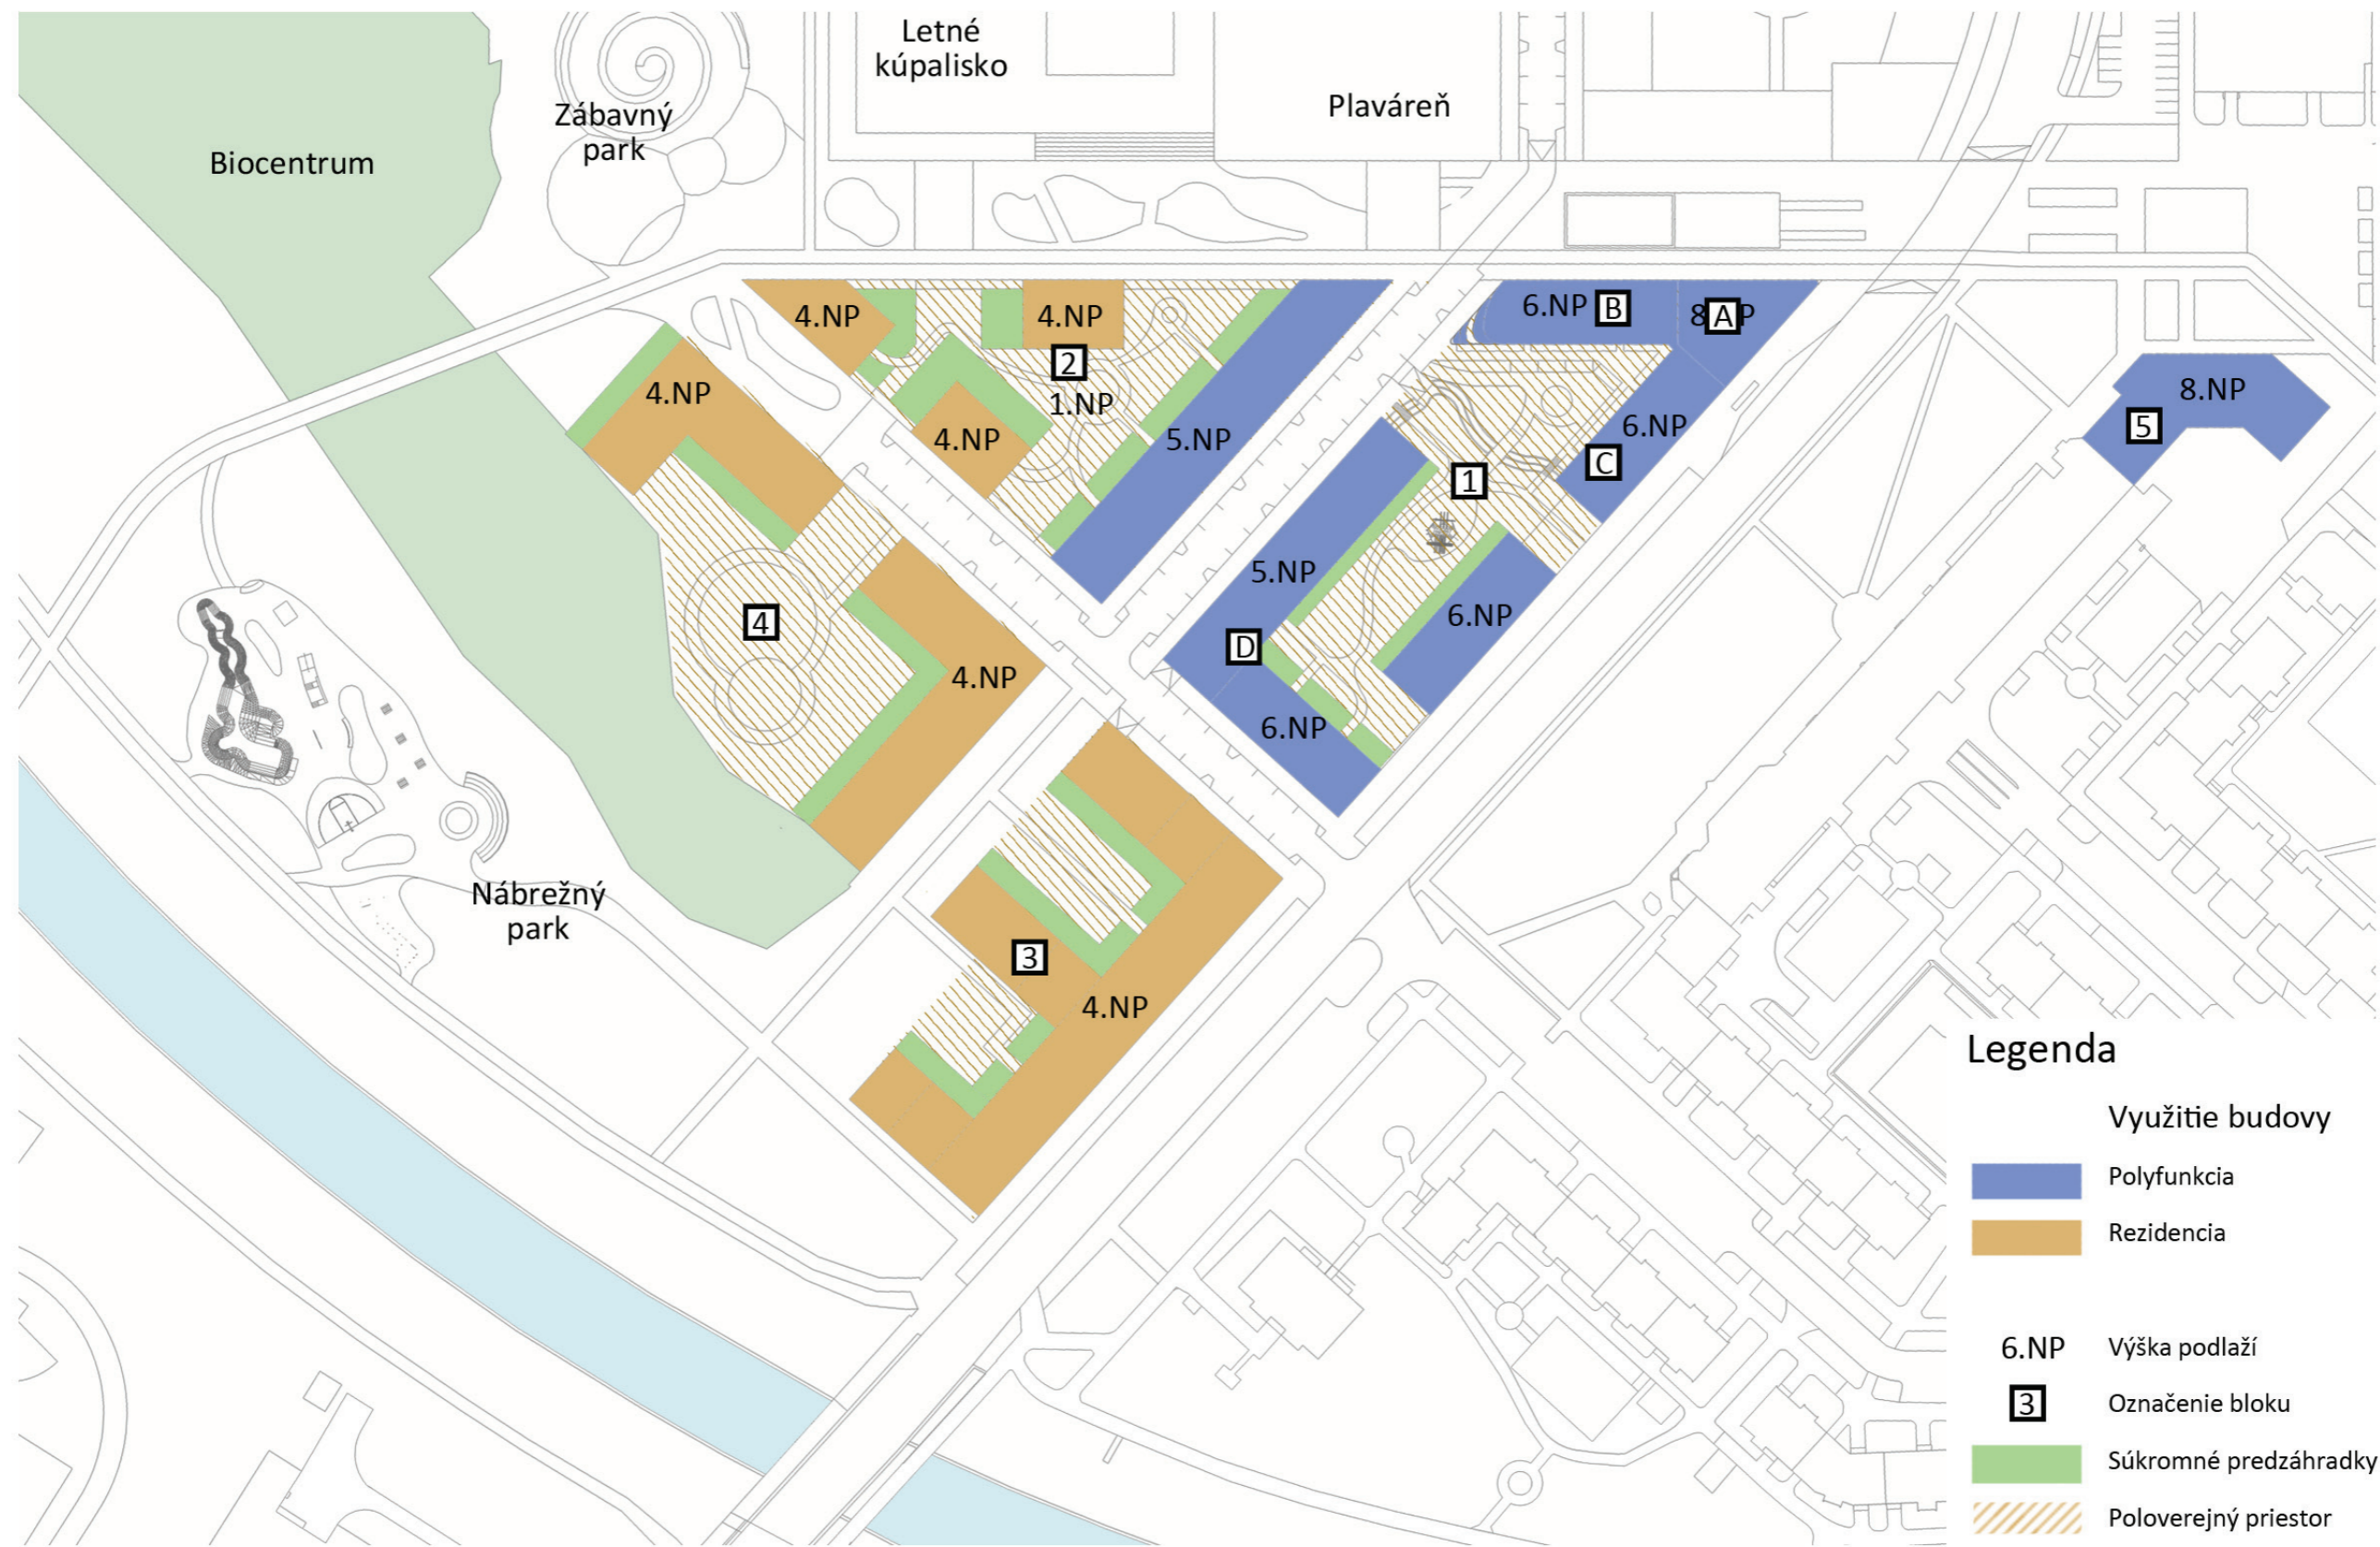 Letné
kúpalisko
Plaváreň
Zábavný
park
Biocentrum
4.NP
4.NP
6.NP
B
A
2
4.NP
1.NP
8.NP
5
4.NP
5.NP
6.NP
C
1
5.NP
4
6.NP
D
4.NP
6.NP
Nábrežný
park
3
4.NP
Legenda
Využitie budovy
Polyfunkcia
Rezidencia
6.NP
Výška podlaží
3
Označenie bloku
Súkromné predzáhradky
Poloverejný priestor